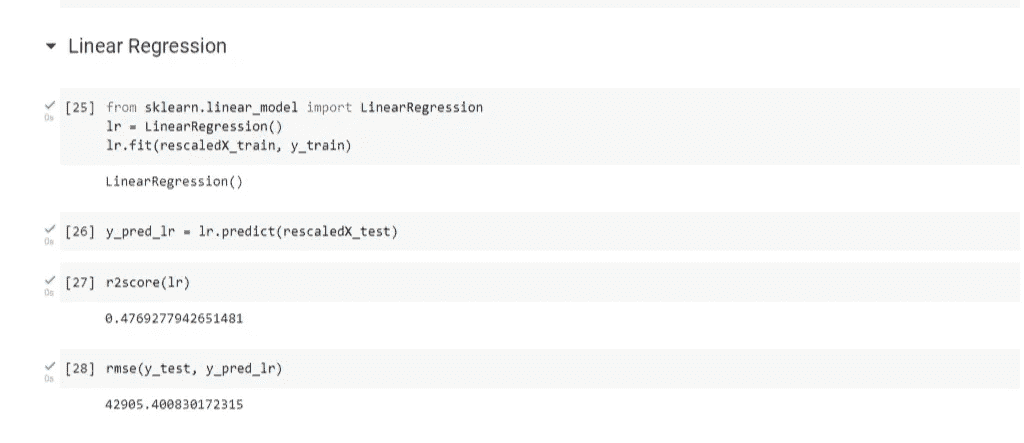 Linear Regression
[25] from sklearn.linear_model import LinearRegression
lr = LinearRegression()
lr.fit(rescaledX_train, y_train)
0s
LinearRegression()
[26] y_pred_lr = lr.predict(rescaledX_test)
0s
[27] r2score(lr)
0s
0.4769277942651481
[28] rmse(y_test, y_pred_lr)
0s
42905.400830172315